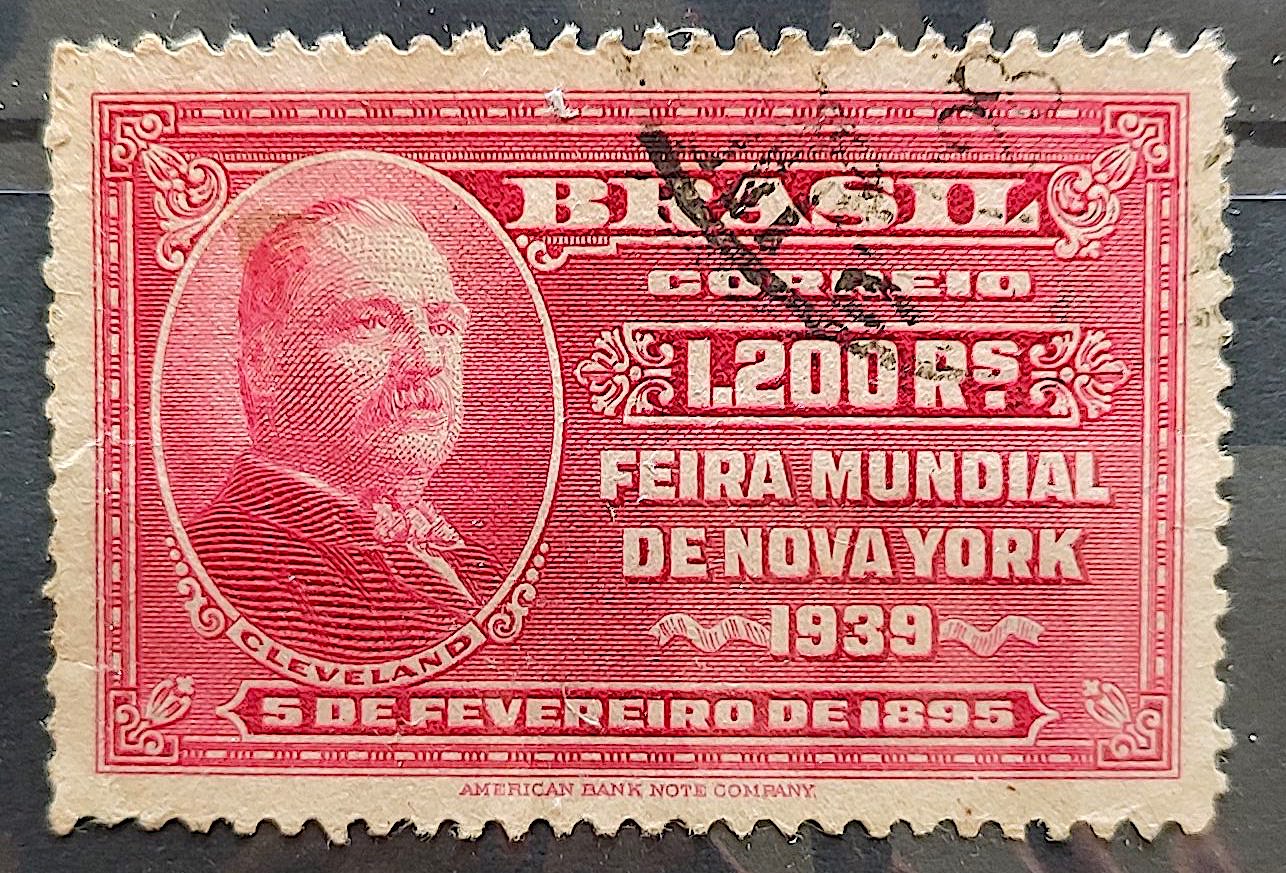 BRASIL
CORREIO
1.200 RS.
FEIRA MUNDIAL
DE NOVA YORK
1939
CLEVELAND
5 DE FEVEREIRO DE 1895
AMERICAN BANK NOTE COMPANY.